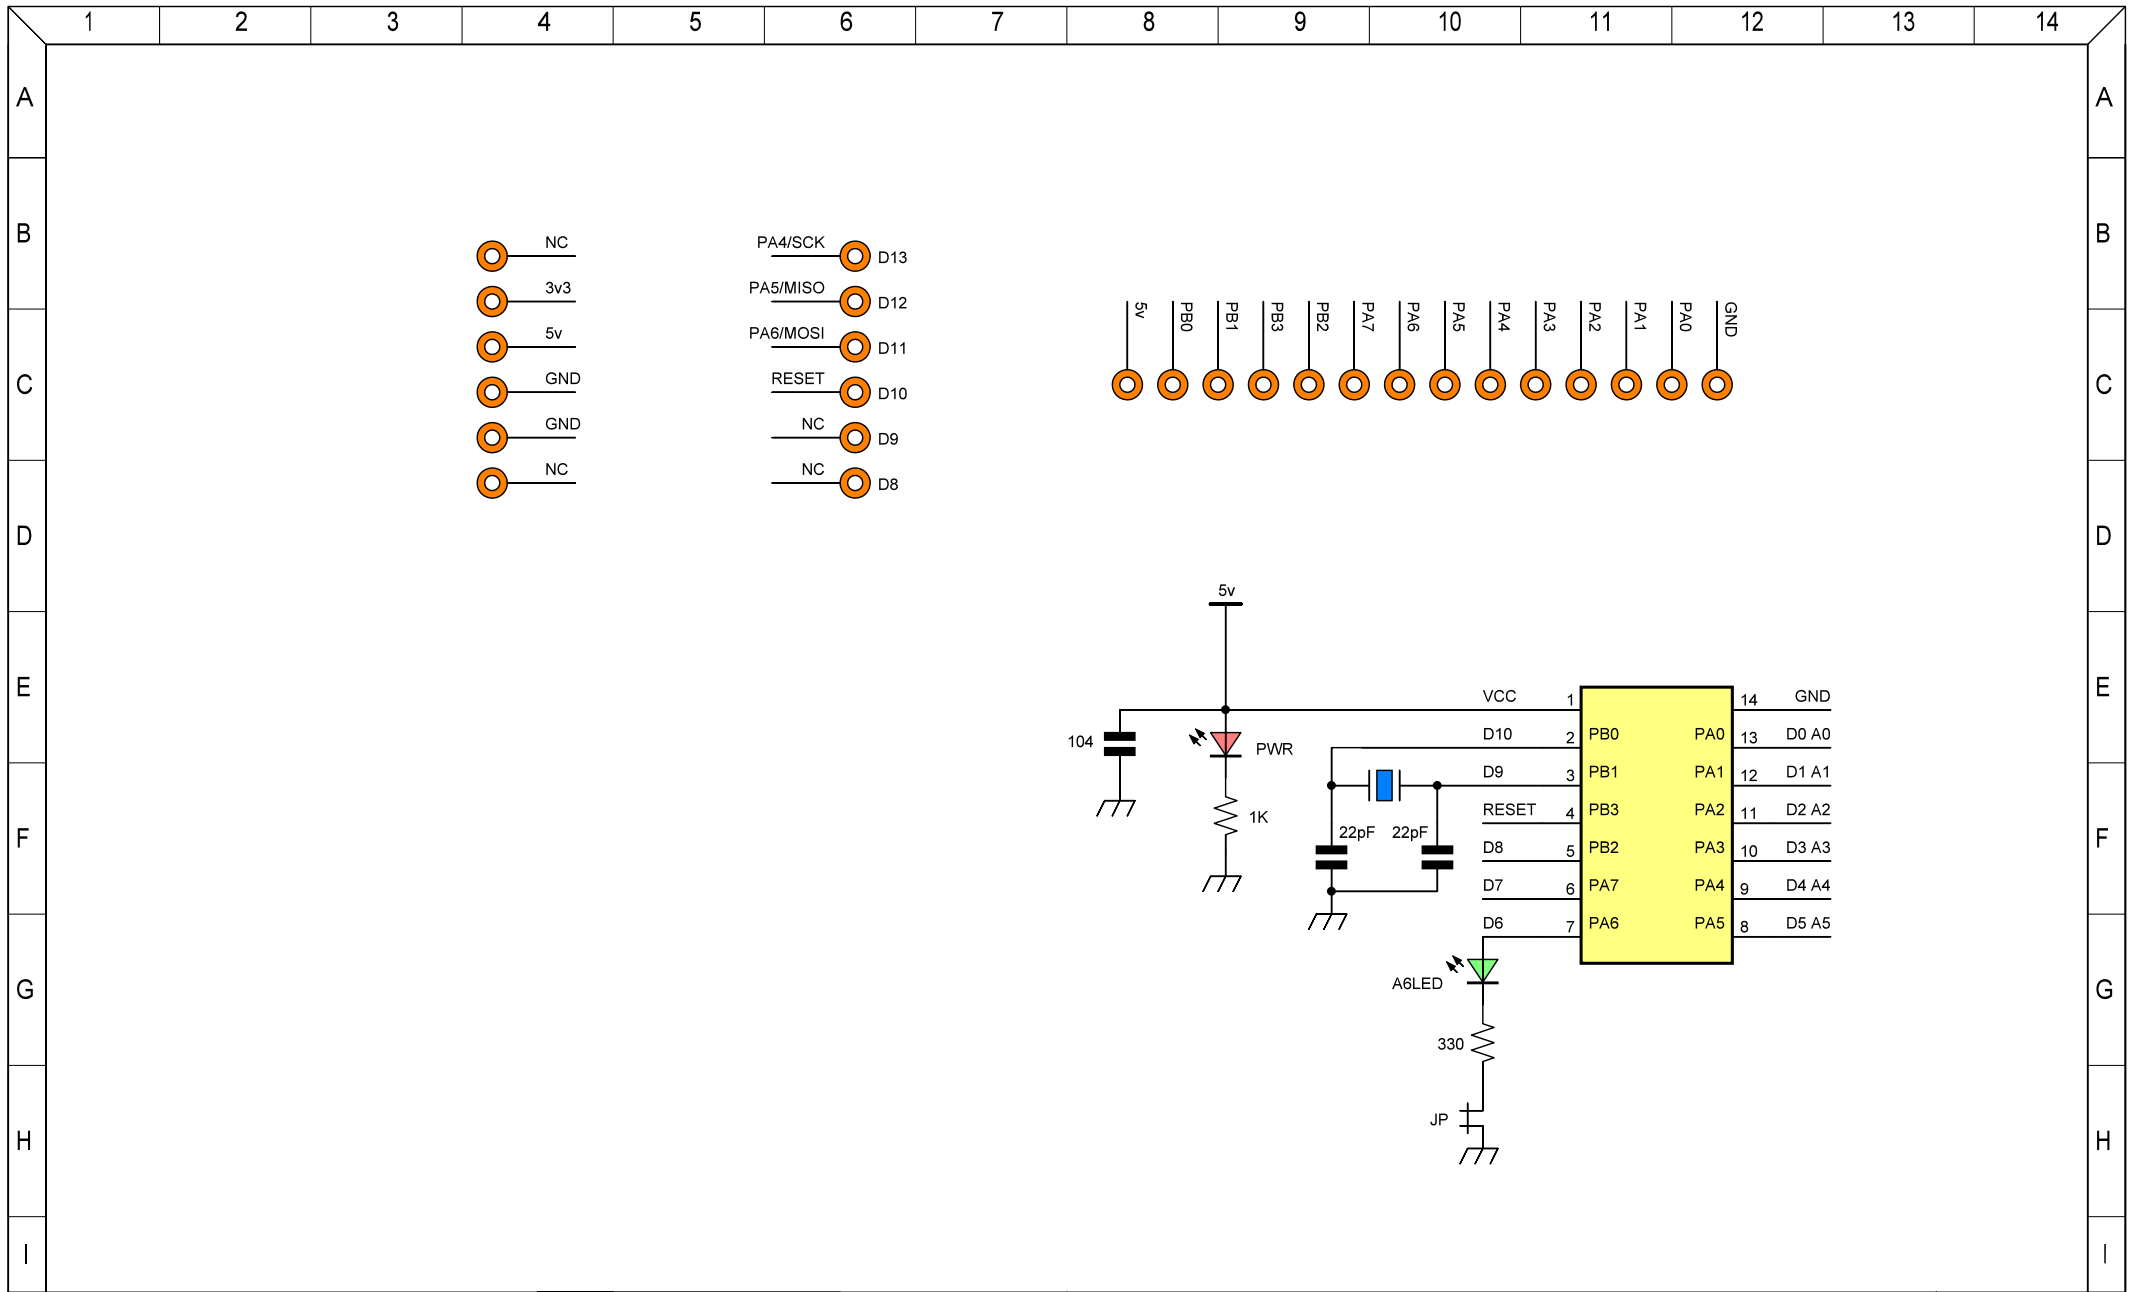 1 2 3 4 5 6 7 8 9 10 11 12 13 14
A A
B B
NC PA4/SCK D13
3v3 PA5/MISO D12
5v PA6/MOSI D11
5v PB0 PB1 PB3 PB2 PA7 PA6 PA5 PA4 PA3 PA2 PA1 PA0 GND
C C
GND RESET D10
GND NC D9
NC NC D8
D D
5v
E E
VCC 1 14 GND
D10 2 PB0 PA0 13 D0 A0
104 PWR
D9 3 PB1 PA1 12 D1 A1
RESET 4 PB3 PA2 11 D2 A2
1K
F 22pF 22pF F
D8 5 PB2 PA3 10 D3 A3
D7 6 PA7 PA4 9 D4 A4
D6 7 PA6 PA5 8 D5 A5
G A6LED G
330
JP
H H
I I